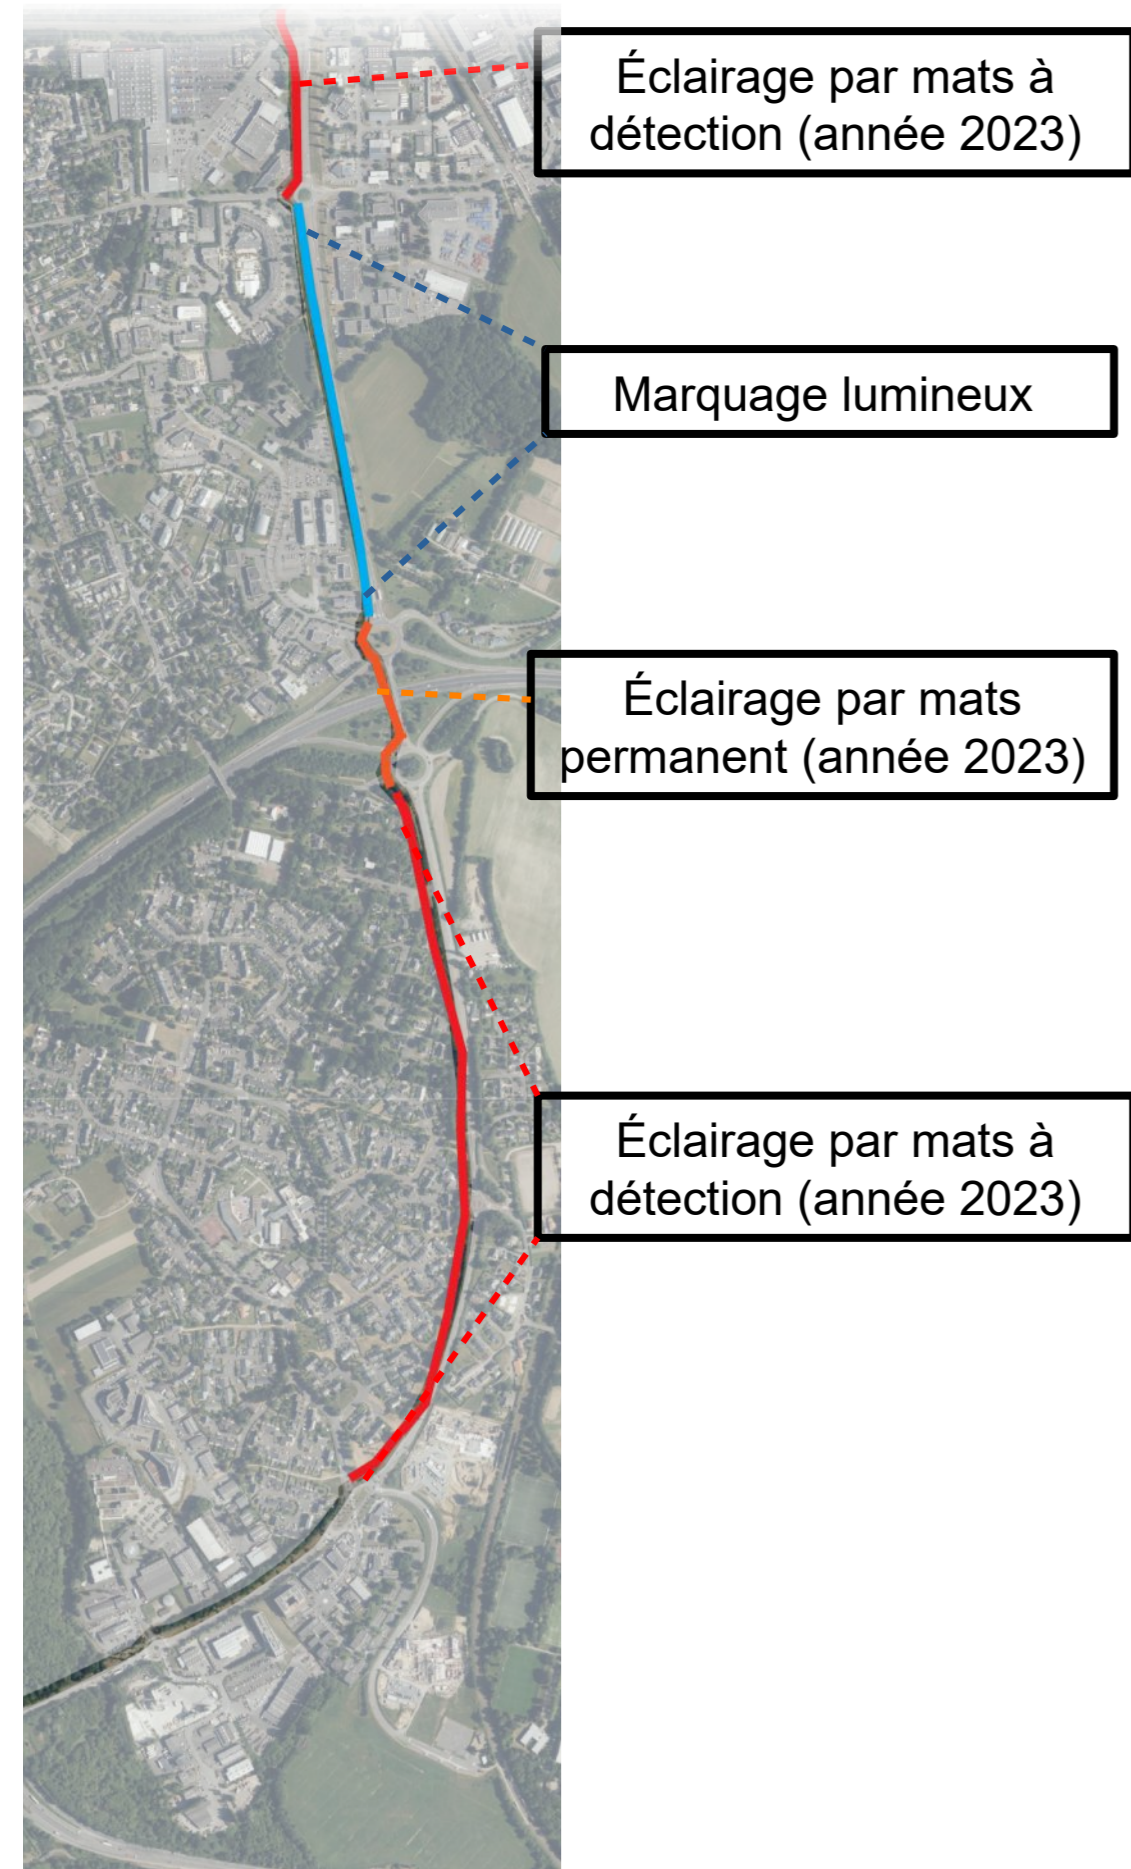 Éclairage par mats à
détection (année 2023)
Marquage lumineux
Éclairage par mats
permanent (année 2023)
Éclairage par mats à
détection (année 2023)